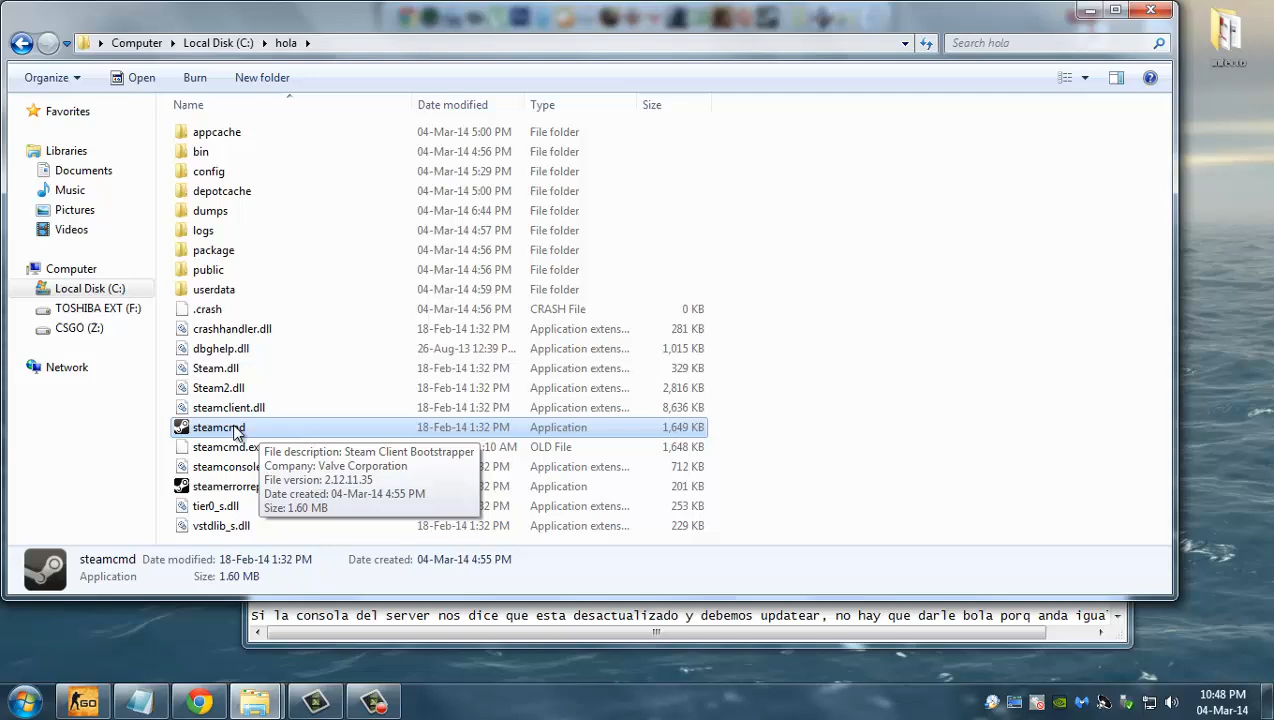 Computer Local Disk (C:) hola
Search hola
Organize Open Burn New folder
Name Date modified Type Size
Favorites
Libraries
Documents
Music
Pictures
Videos
Computer
Local Disk (C:)
TOSHIBA EXT (F:)
CSGO (Z:)
Network
appcache 04-Mar-14 5:00 PM File folder
bin 04-Mar-14 4:56 PM File folder
config 04-Mar-14 5:29 PM File folder
depotcache 04-Mar-14 5:00 PM File folder
dumps 04-Mar-14 6:44 PM File folder
logs 04-Mar-14 4:57 PM File folder
package 04-Mar-14 4:56 PM File folder
public 04-Mar-14 4:56 PM File folder
userdata 04-Mar-14 4:59 PM File folder
.crash 04-Mar-14 4:56 PM CRASH File 0 KB
crashhandler.dll 18-Feb-14 1:32 PM Application extens... 281 KB
dbghelp.dll 26-Aug-13 12:39 P... Application extens... 1,015 KB
Steam.dll 18-Feb-14 1:32 PM Application extens... 329 KB
Steam2.dll 18-Feb-14 1:32 PM Application extens... 2,816 KB
steamclient.dll 18-Feb-14 1:32 PM Application extens... 8,636 KB
steamcmd 18-Feb-14 1:32 PM Application 1,649 KB
steamcmd.ex :10 AM OLD File 1,648 KB
steamconsole 32 PM Application extens... 712 KB
steamerrorrep 32 PM Application 201 KB
tier0_s.dll 32 PM Application extens... 253 KB
vstdlib_s.dll 18-Feb-14 1:32 PM Application extens... 229 KB
File description: Steam Client Bootstrapper
Company: Valve Corporation
File version: 2.12.11.35
Date created: 04-Mar-14 4:55 PM
Size: 1.60 MB
steamcmd Date modified: 18-Feb-14 1:32 PM Date created: 04-Mar-14 4:55 PM
Application Size: 1.60 MB
Si la consola del server nos dice que esta desactualizado y debemos updatear, no hay que darle bola porq anda igua
GO
10:48 PM
04-Mar-14